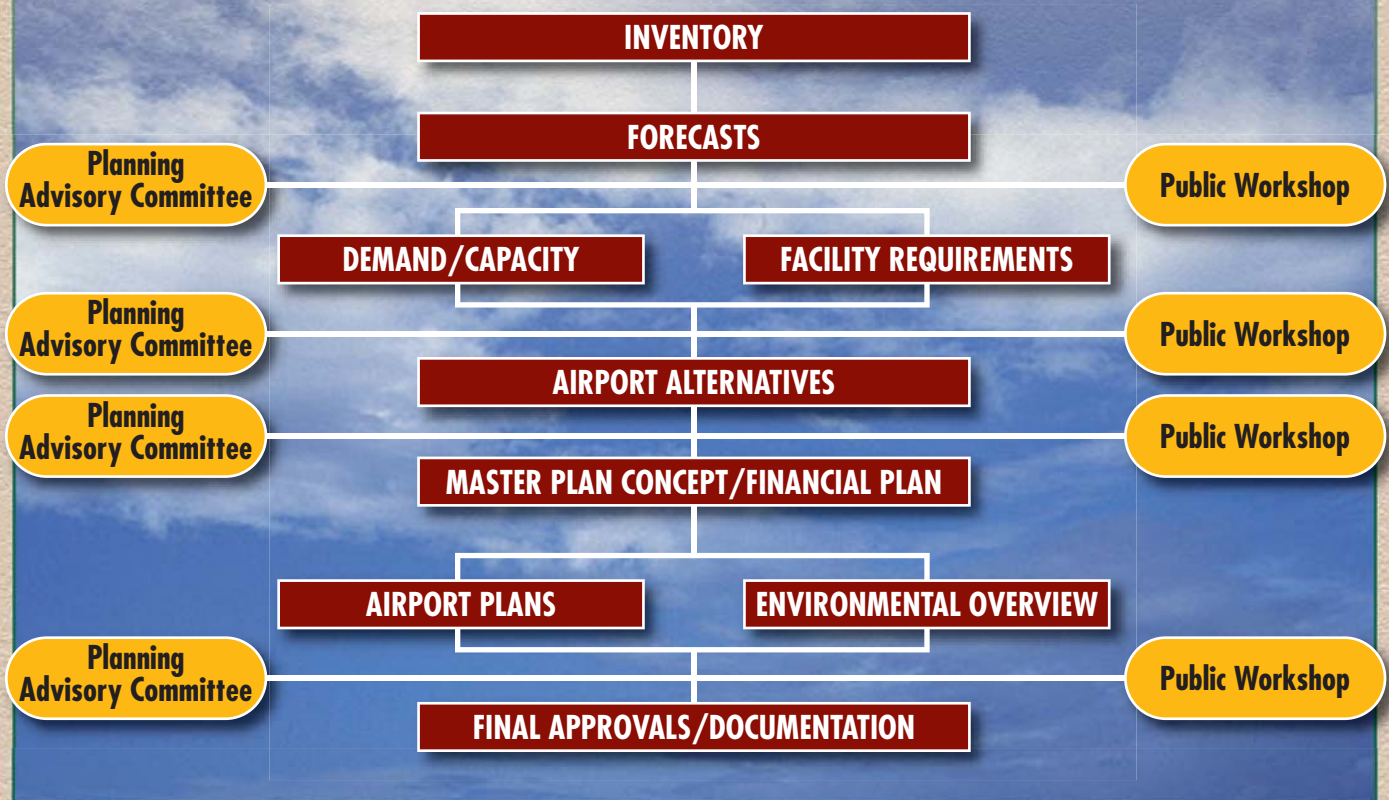 INVENTORY
FORECASTS
Planning
Advisory Committee
Public Workshop
DEMAND/CAPACITY
FACILITY REQUIREMENTS
Planning
Advisory Committee
Public Workshop
AIRPORT ALTERNATIVES
Planning
Advisory Committee
Public Workshop
MASTER PLAN CONCEPT/FINANCIAL PLAN
AIRPORT PLANS
ENVIRONMENTAL OVERVIEW
Planning
Advisory Committee
Public Workshop
FINAL APPROVALS/DOCUMENTATION